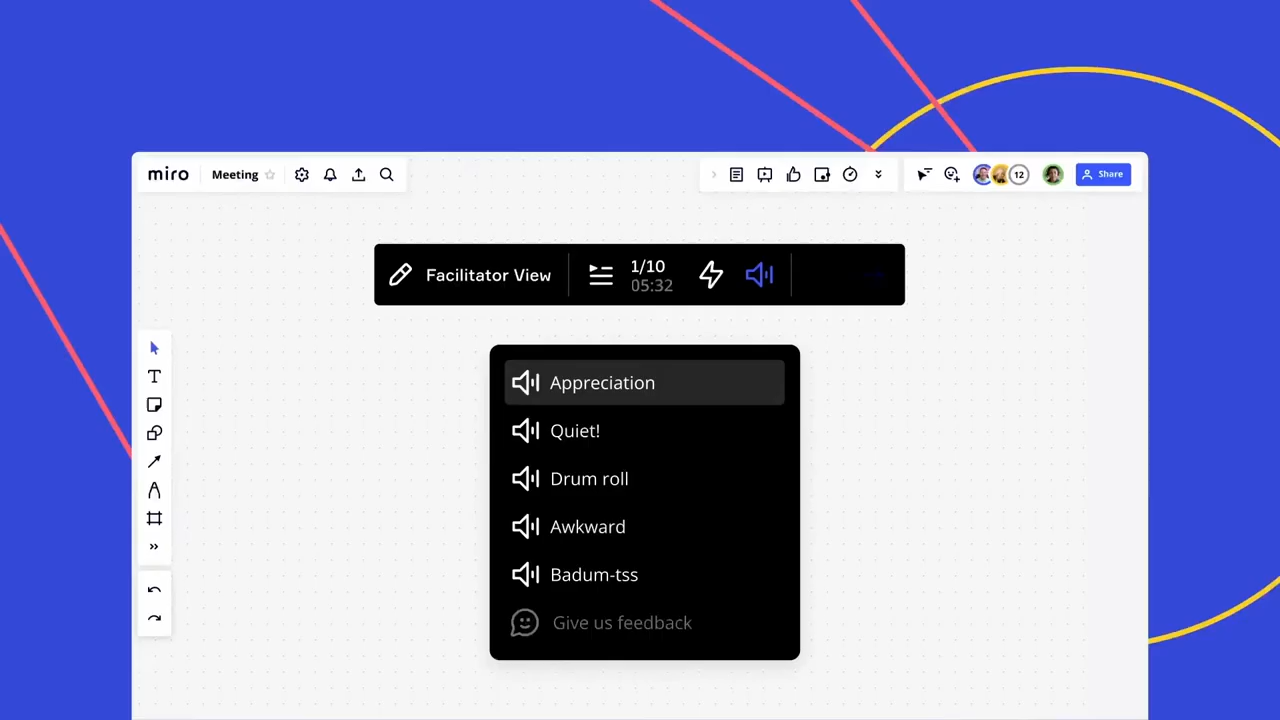 miro
Meeting
12
Share
Facilitator View
1/10
05:32
Appreciation
Quiet!
Drum roll
Awkward
Badum-tss
Give us feedback